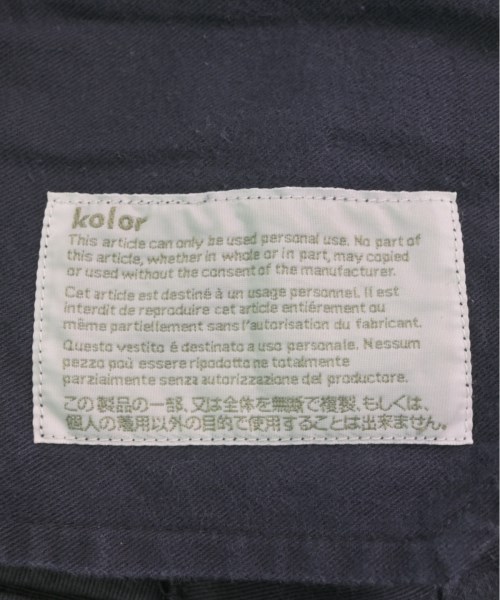 kolor
This article can only be used personal use. No part of
this article, whether in whole or in part, may copied
or used without the consent of the manufacturer.
Cet article est destiné à un usage personnel. Il est
interdit de reproduire cet article entiérement ou
même partiellement sans l'autorisation du fabricant.
Questo vestito é destinato a uso personale. Nessum
pezzo poù essere ripodotto ne totalmente
parziaimente senza autorizzazione del productore.
この製品の一部、又は全体を無断で複製、もしくは、
個人の着用以外の目的で使用することは出来ません。